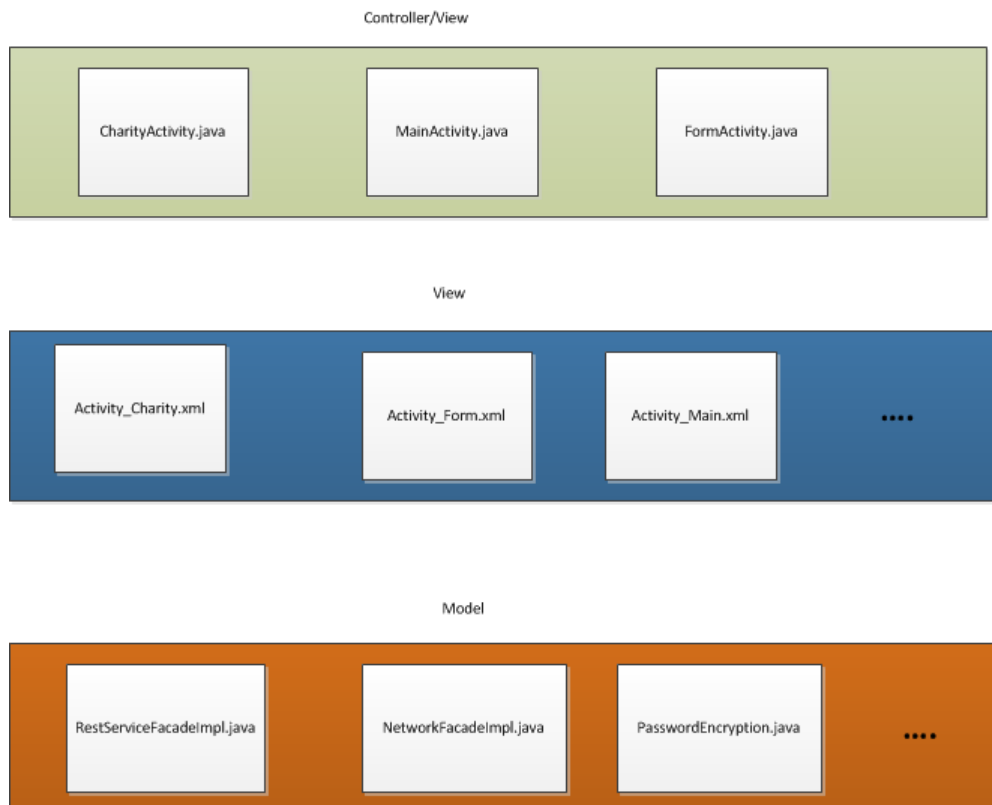 Controller/View
CharityActivity.java
MainActivity.java
FormActivity.java
View
Activity_Charity.xml
Activity_Form.xml
Activity_Main.xml
....
Model
RestServiceFacadeImpl.java
NetworkFacadeImpl.java
PasswordEncryption.java
....